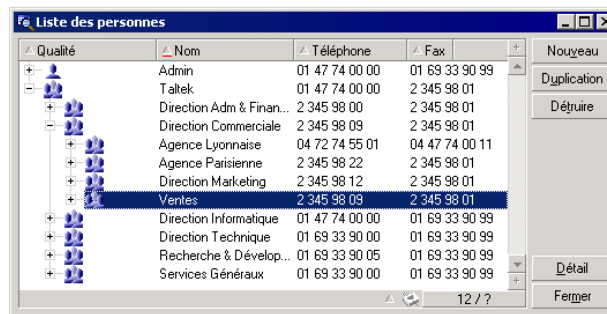 Liste des personnes
Qualité Nom Téléphone Fax
Admin 01 47 74 00 00 01 69 33 90 99
Taltek 01 47 74 00 00 2 345 98 01
Direction Adm & Finan... 2 345 98 00 2 345 98 01
Direction Commerciale 2 345 98 09 2 345 98 01
Agence Lyonnaise 04 72 74 55 01 04 47 74 00 11
Agence Parisienne 2 345 98 22 2 345 98 01
Direction Marketing 2 345 98 12 2 345 98 01
Ventes 2 345 98 09 2 345 98 01
Direction Informatique 01 47 74 00 00 01 69 33 90 99
Direction Technique 01 69 33 90 00 01 69 33 90 99
Recherche & Dévelop... 01 69 33 90 05 01 69 33 90 99
Services Généraux 01 69 33 90 00 01 69 33 90 99
12 / ?
Nouveau
Duplication
Détruire
Détail
Fermer